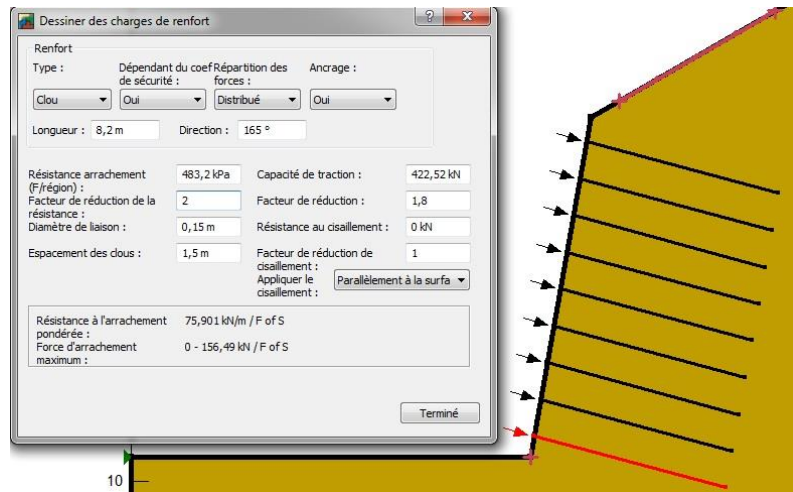 Dessiner des charges de renfort
Renfort
Type : Dépendant du coef Répartition des Ancrage :
de sécurité : forces :
Clou Oui Distribué Oui
Longueur : 8,2 m Direction : 165 °
Résistance arrachement 483,2 kPa Capacité de traction : 422,52 kN
(F/région) :
Facteur de réduction de la 2 Facteur de réduction : 1,8
résistance :
Diamètre de liaison : 0,15 m Résistance au cisaillement : 0 kN
Espacement des clous : 1,5 m Facteur de réduction de 1
cisaillement :
Appliquer le Parallèlement à la surfa
cisaillement :
Résistance à l'arrachement 75,901 kN/m / F of S
pondérée :
Force d'arrachement 0 - 156,49 kN / F of S
maximum :
Terminé
10